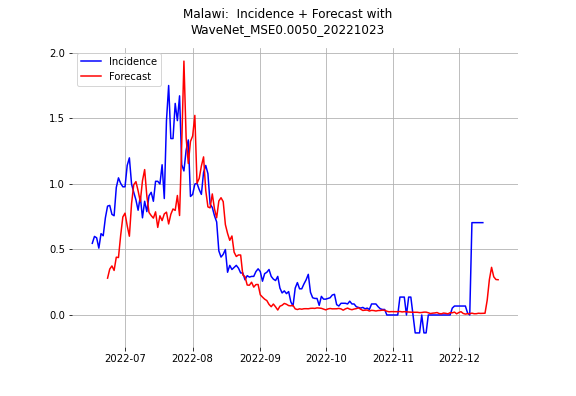 Malawi:  Incidence + Forecast with
WaveNet_MSE0.0050_20221023
Incidence
Forecast
2.0
1.5
1.0
0.5
0.0
2022-07 2022-08 2022-09 2022-10 2022-11 2022-12